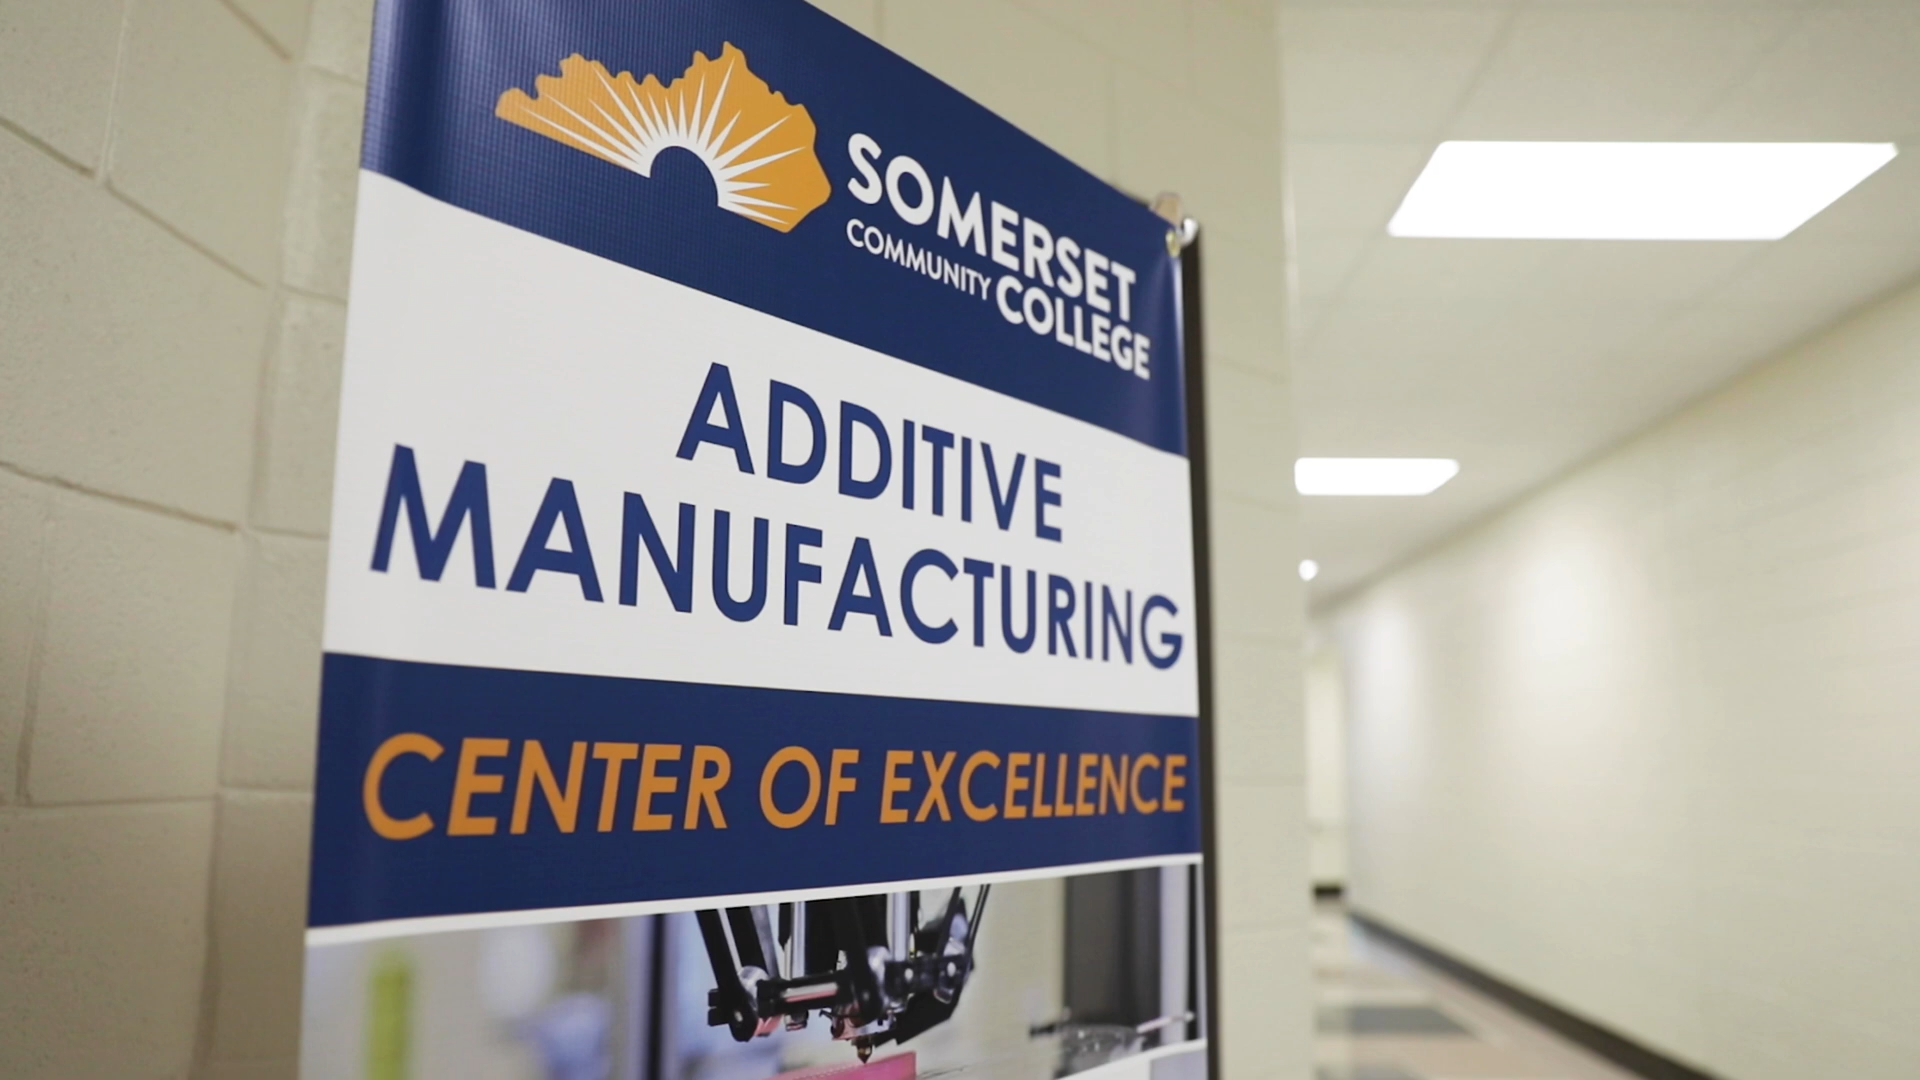 SOMERSET
COMMUNITY COLLEGE
ADDITIVE
MANUFACTURING
CENTER OF EXCELLENCE